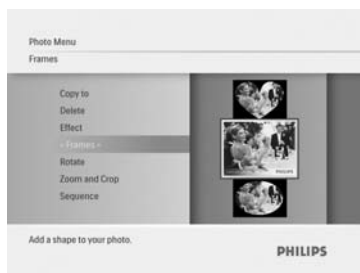 Photo Menu
Frames
Copy to
Delete
Effect
- Frames -
Rotate
Zoom and Crop
Sequence
PHILIPS
Add a shape to your photo.
PHILIPS